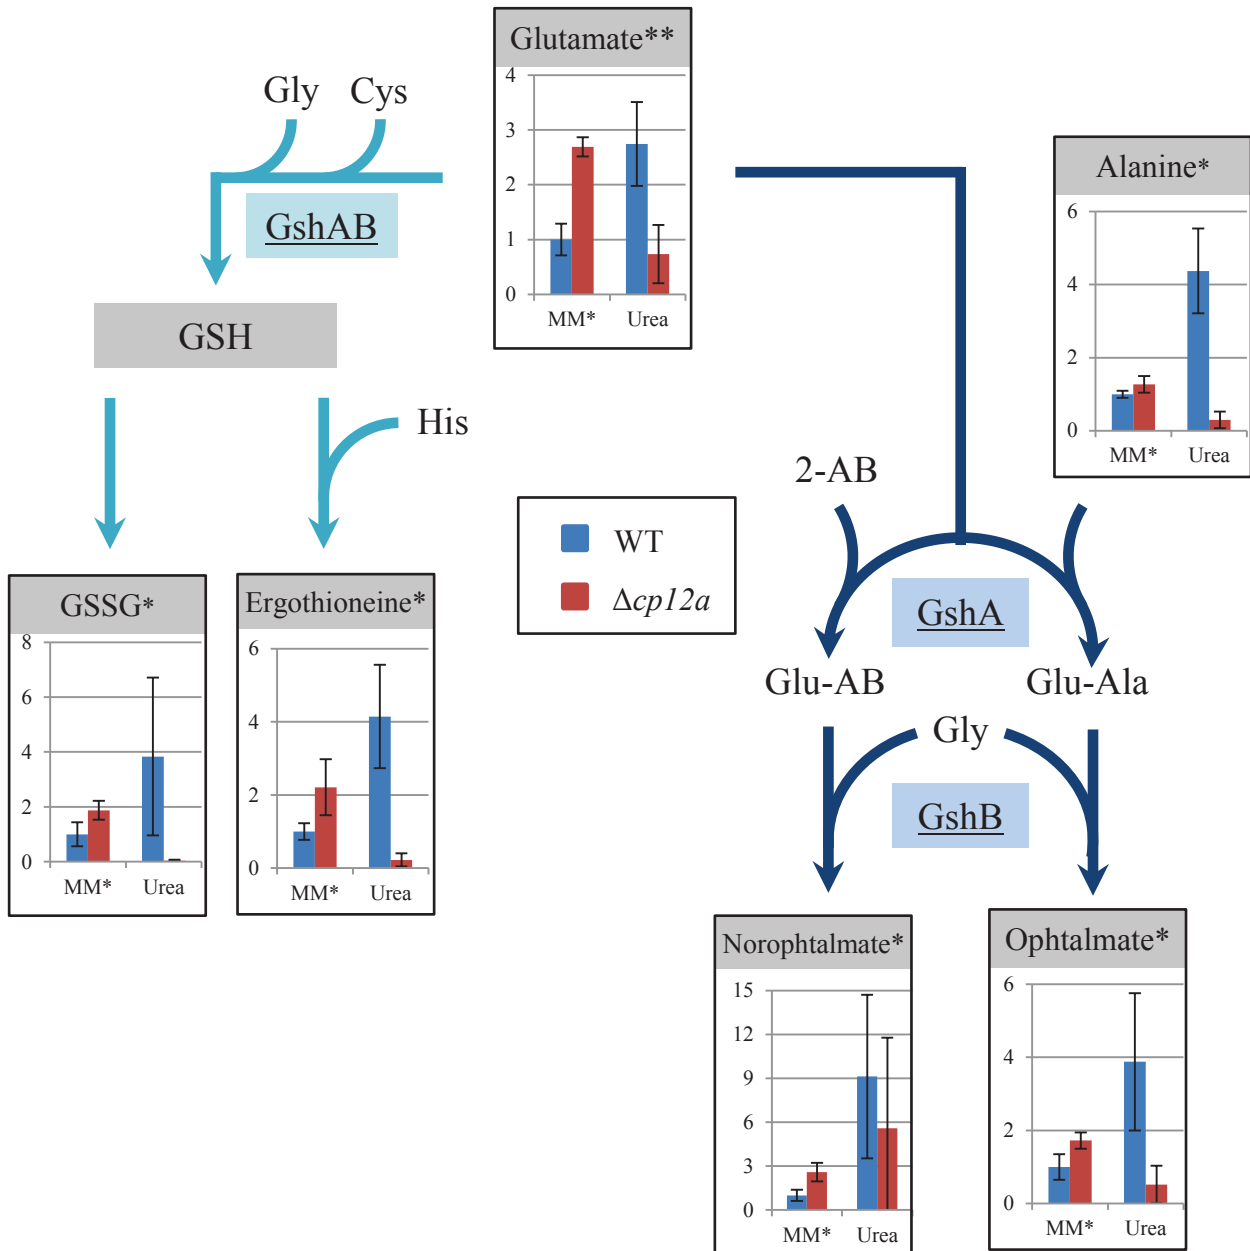 Glutamate**
4
3
2
1
0
MM* Urea
Gly Cys
GshAB
GSH
His
Alanine*
6
4
2
0
MM* Urea
2-AB
WT
Δcp12a
GshA
Glu-AB Glu-Ala
Gly
GshB
GSSG*
8
6
4
2
0
MM* Urea
Ergothioneine*
6
4
2
0
MM* Urea
Norophtalmate*
15
12
9
6
3
0
MM* Urea
Ophtalmate*
6
4
2
0
MM* Urea